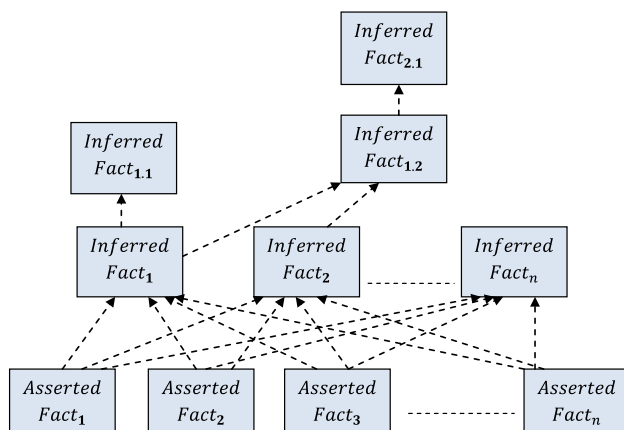 Inferred
Fact2.1
Inferred
Fact1.1
Inferred
Fact1.2
Inferred
Fact1
Inferred
Fact2
Inferred
Factn
Asserted
Fact1
Asserted
Fact2
Asserted
Fact3
Asserted
Factn